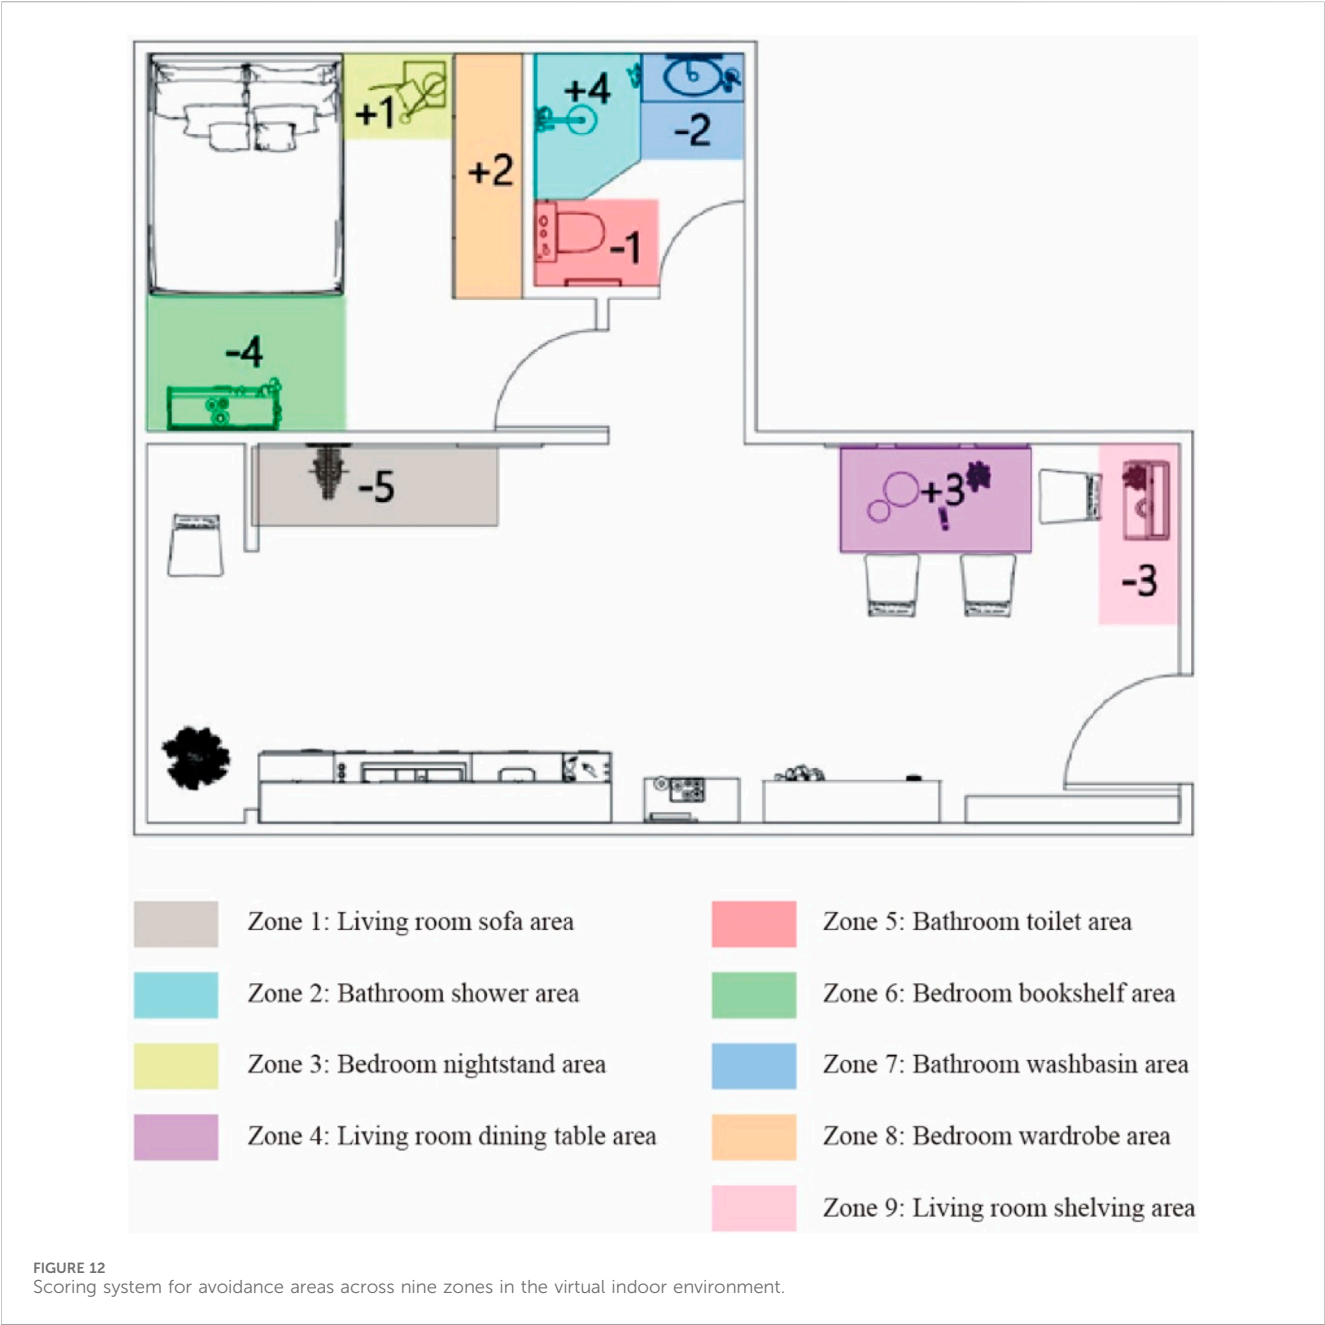 +1
+2
+4
-2
-1
-4
-5
+3
-3
Zone 1: Living room sofa area
Zone 2: Bathroom shower area
Zone 3: Bedroom nightstand area
Zone 4: Living room dining table area
Zone 5: Bathroom toilet area
Zone 6: Bedroom bookshelf area
Zone 7: Bathroom washbasin area
Zone 8: Bedroom wardrobe area
Zone 9: Living room shelving area
FIGURE 12
Scoring system for avoidance areas across nine zones in the virtual indoor environment.